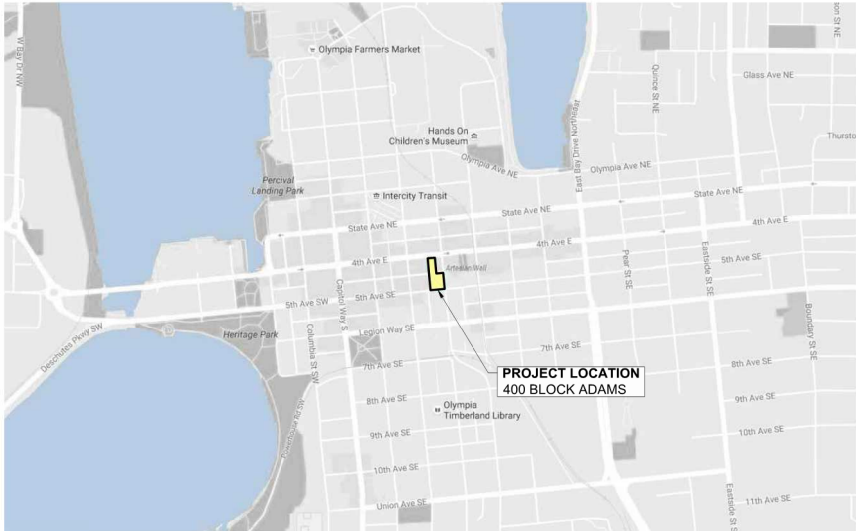 W Bay Dr NW
Olympia Farmers Market
Quince St NE
Glass Ave NE
Hands On
Children's Museum
East Bay Drive Northeast
Olympia Ave NE
Olympia Ave NE
Percival
Landing Park
Intercity Transit
State Ave NE
State Ave NE
State Ave NE
4th Ave E
4th Ave E
4th Ave E
Artesian Well
Pear St SE
Eastside St SE
5th Ave SE
Capitol Way S
5th Ave SW
5th Ave SE
Deschutes Pkwy SW
Heritage Park
Columbia St SW
Legion Way SE
Boundary St SE
7th Ave SE
7th Ave SE
PROJECT LOCATION
400 BLOCK ADAMS
8th Ave SE
8th Ave SE
Powerhouse Rd SW
Olympia
Timberland Library
9th Ave SE
9th Ave SE
10th Ave SE
10th Ave SE
Union Ave SE
11th Ave SE